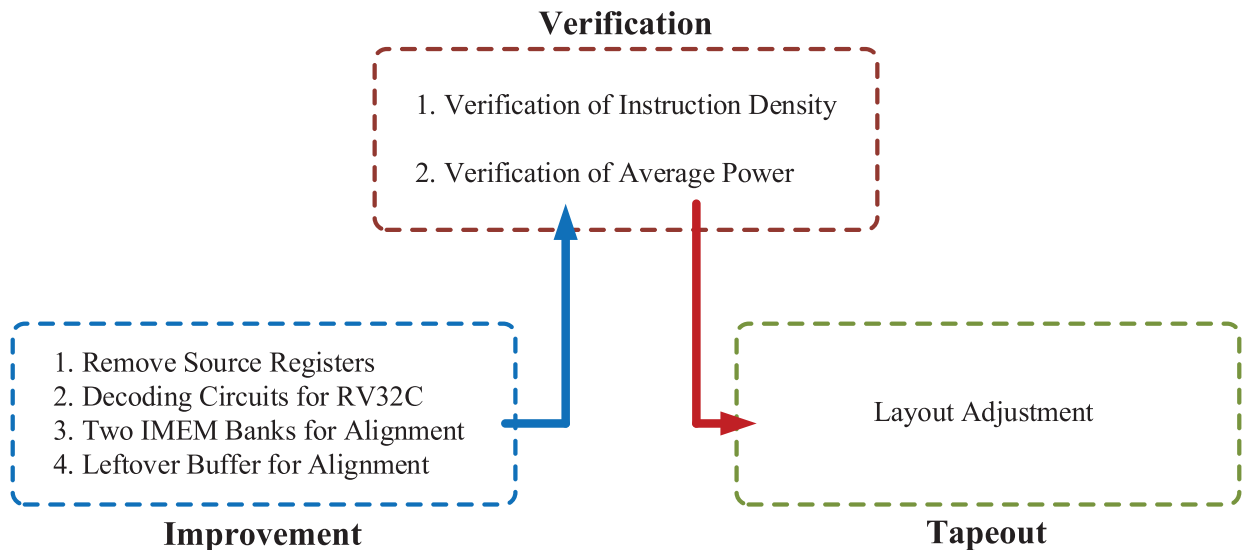 Verification
1. Verification of Instruction Density
2. Verification of Average Power
1. Remove Source Registers
2. Decoding Circuits for RV32C
3. Two IMEM Banks for Alignment
4. Leftover Buffer for Alignment
Improvement
Layout Adjustment
Tapeout